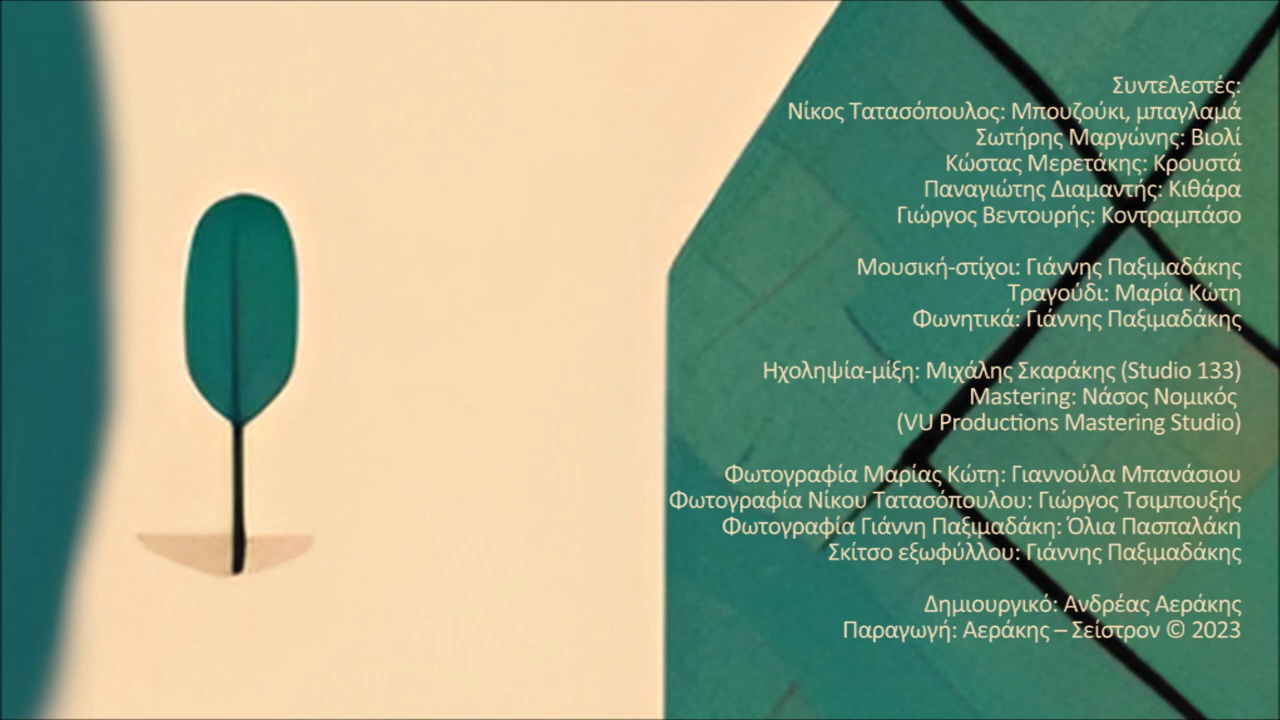 Συντελεστές:
Νίκος Τατασόπουλος: Μπουζούκι, μπαγλαμά
Σωτήρης Μαργώνης: Βιολί
Κώστας Μερετάκης: Κρουστά
Παναγιώτης Διαμαντής: Κιθάρα
Γιώργος Βεντουρής: Κοντραμπάσο
Μουσική-στίχοι: Γιάννης Παξιμαδάκης
Τραγούδι: Μαρία Κώτη
Φωνητικά: Γιάννης Παξιμαδάκης
Ηχοληψία-μίξη: Μιχάλης Σκαράκης (Studio 133)
Mastering: Νάσος Νομικός
(VU Productions Mastering Studio)
Φωτογραφία Μαρίας Κώτη: Γιαννούλα Μπανάσιου
Φωτογραφία Νίκου Τατασόπουλου: Γιώργος Τσιμπουξής
Φωτογραφία Γιάννη Παξιμαδάκη: Όλια Πασπαλάκη
Σκίτσο εξωφύλλου: Γιάννης Παξιμαδάκης
Δημιουργικό: Ανδρέας Αεράκης
Παραγωγή: Αεράκης – Σείστρον © 2023